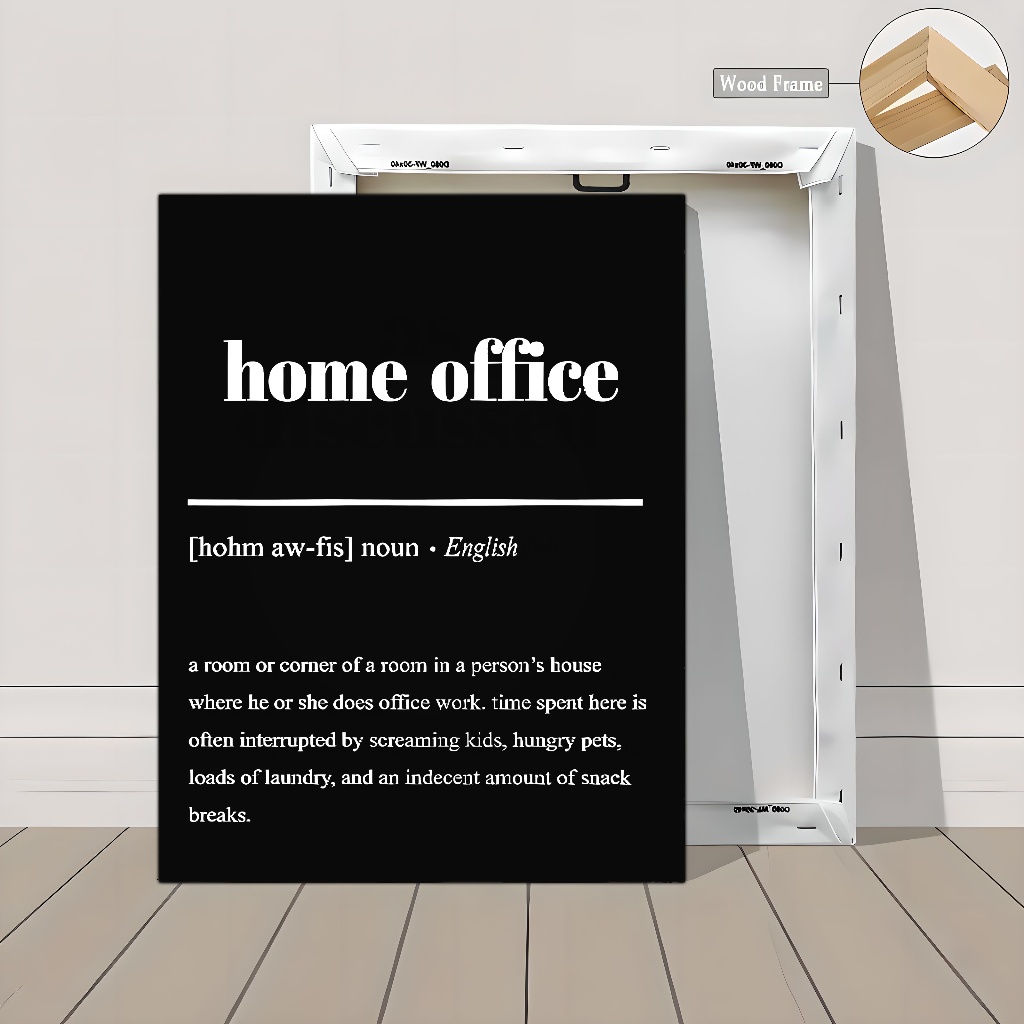 Wood Frame
home office
[hohm aw-fis] noun • English
a room or corner of a room in a person's house
where he or she does office work. time spent here is
often interrupted by screaming kids, hungry pets,
loads of laundry, and an indecent amount of snack
breaks.